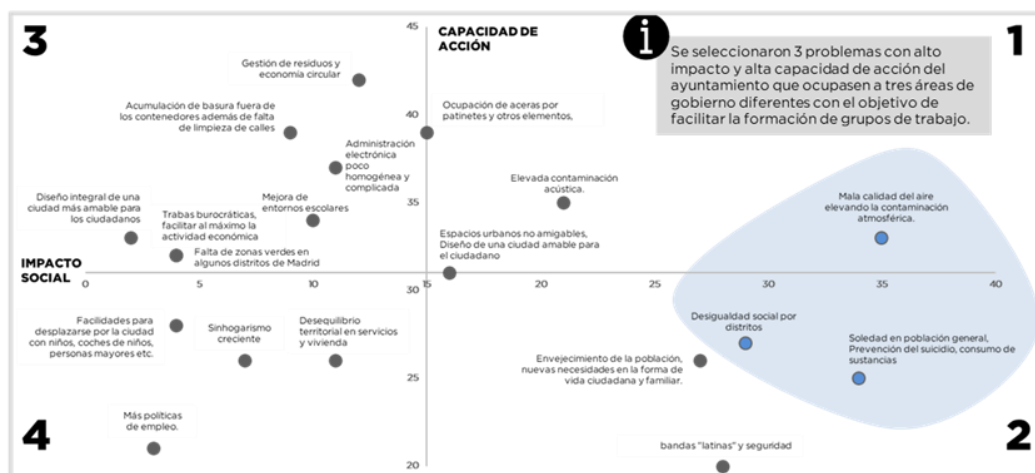 3
45
CAPACIDAD DE
ACCIÓN
i
1
Se seleccionaron 3 problemas con alto
impacto y alta capacidad de acción del
ayuntamiento que ocupasen a tres áreas de
gobierno diferentes con el objetivo de
facilitar la formación de grupos de trabajo.
Gestión de residuos y
economía circular
Acumulación de basura fuera de
los contenedores además de falta
de limpieza de calles
40
Ocupación de aceras por
patinetes y otros elementos,
Administración
electrónica
poco
homogénea y
complicada
Elevada contaminación
acústica.
Diseño integral de una
ciudad más amable para
los ciudadanos
Mejora de
entornos escolares
35
Mala calidad del aire
elevando la contaminación
atmosférica.
Trabas burocráticas,
facilitar al máximo la
actividad económica
Falta de zonas verdes en
algunos distritos de Madrid
Espacios urbanos no amigables,
Diseño de una ciudad amable para
el ciudadano
IMPACTO
SOCIAL
0
5
10
15
30
20
25
30
35
40
Facilidades para
desplazarse por la ciudad
con niños, coches de niños,
personas mayores etc.
Sinhogarismo
creciente
Desequilibrio
territorial en servicios
y vivienda
Desigualdad social por
distritos
Soledad en población general,
Prevención del suicidio, consumo de
sustancias
Envejecimiento de la población,
nuevas necesidades en la forma de
vida ciudadana y familiar.
25
4
Más políticas
de empleo.
bandas "latinas" y seguridad
2
20